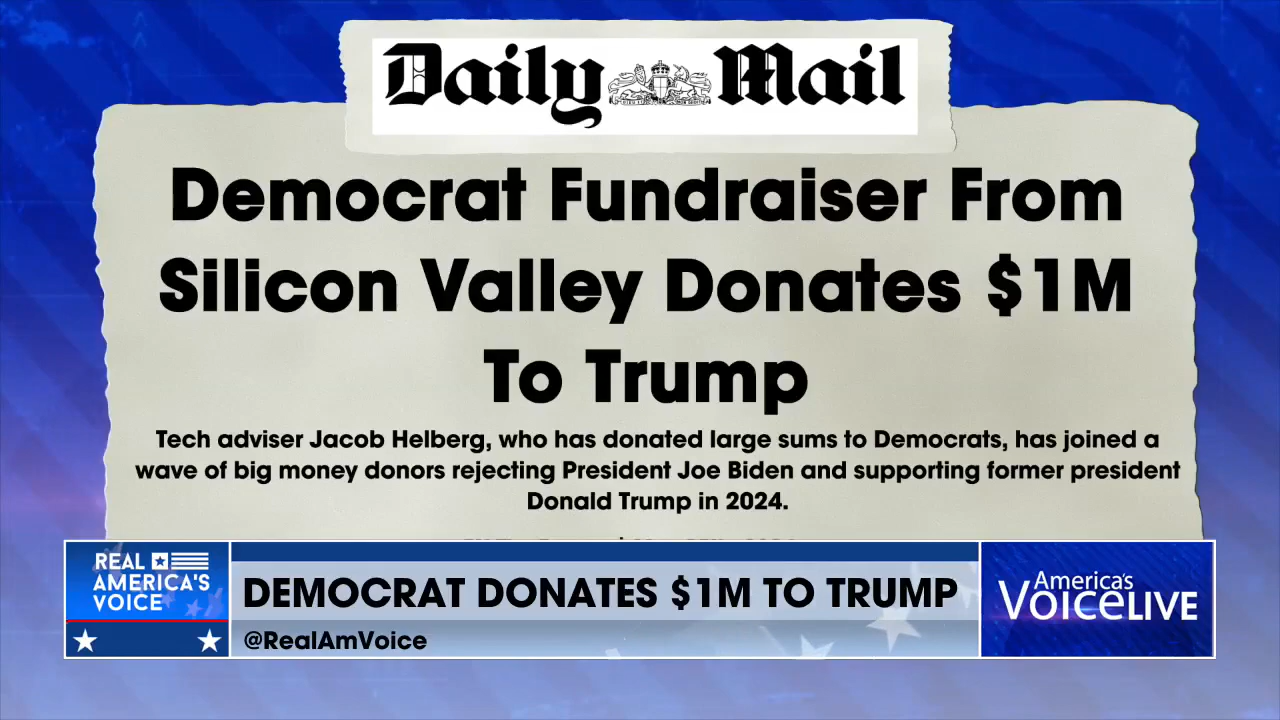 Daily Mail
Democrat Fundraiser From
Silicon Valley Donates $1M
To Trump
Tech adviser Jacob Helberg, who has donated large sums to Democrats, has joined a
wave of big money donors rejecting President Joe Biden and supporting former president
Donald Trump in 2024.
REAL
AMERICA'S
VOICE
DEMOCRAT DONATES $1M TO TRUMP
@RealAmVoice
America's
VOICE LIVE